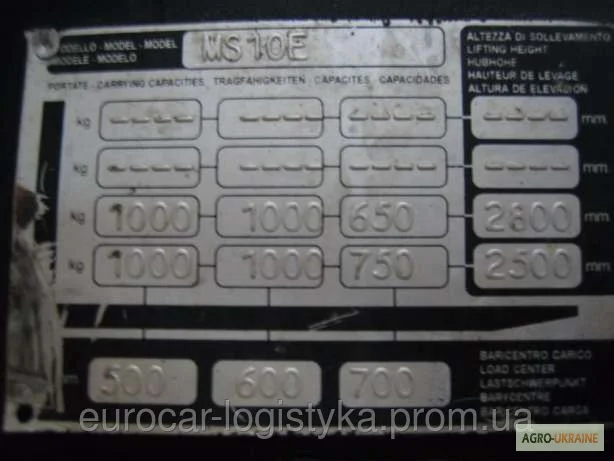 MODELLO - MODEL - MODEL
MODELE - MODELO
MS10E
ALTEZZA DI SOLLEVAMENTO
LIFTING HEIGHT
HUBHOHE
HAUTEUR DE LEVAGE
ALTURA DE ELEVACION
PORTATE - CARRYING CAPACITIES TRAGFAHIGKEITEN - CAPACITES CAPACIDADES
kg ---- ---- ---- ---- mm.
kg ---- ---- ---- ---- mm.
kg 1000 1000 650 2800 mm.
kg 1000 1000 750 2500 mm.
mm 500 600 700
BARICENTRO CARICO
LOAD CENTER
LASTSCHWERPUNKT
BARYCENTRE
BARICENTRO CARGA
eurocar-logistyka.prom.ua
AGRO-UKRAINE